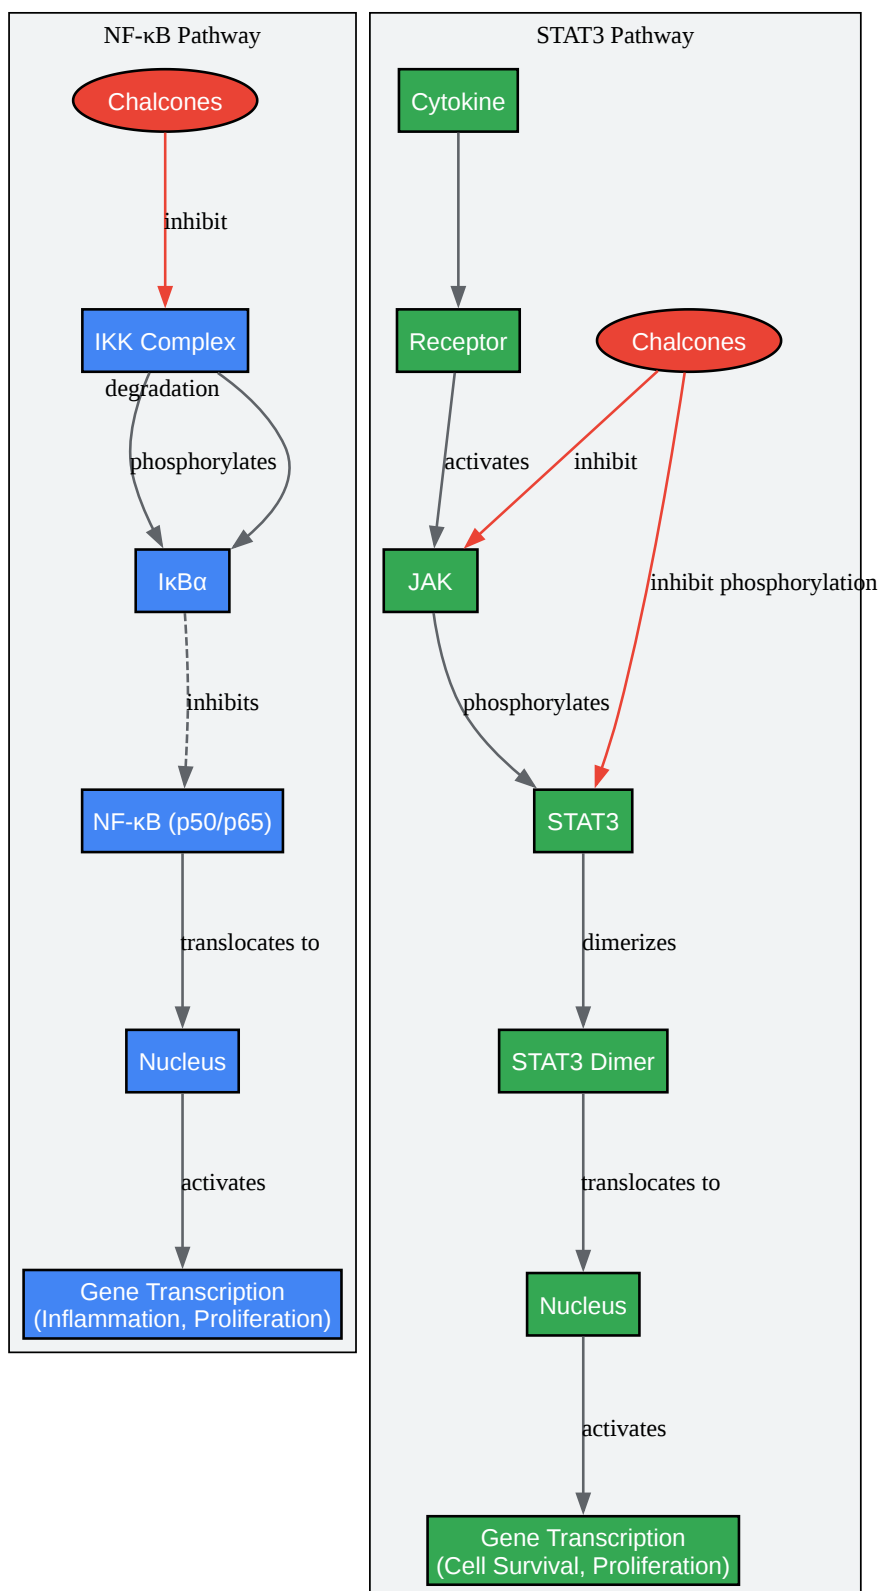 NF-κB Pathway
Chalcones
inhibit
IKK Complex
degradation
phosphorylates
IκBα
inhibits
NF-κB (p50/p65)
translocates to
Nucleus
activates
Gene Transcription
(Inflammation, Proliferation)
STAT3 Pathway
Cytokine
Receptor
Chalcones
activates
inhibit
JAK
inhibit phosphorylation
phosphorylates
STAT3
dimerizes
STAT3 Dimer
translocates to
Nucleus
activates
Gene Transcription
(Cell Survival, Proliferation)